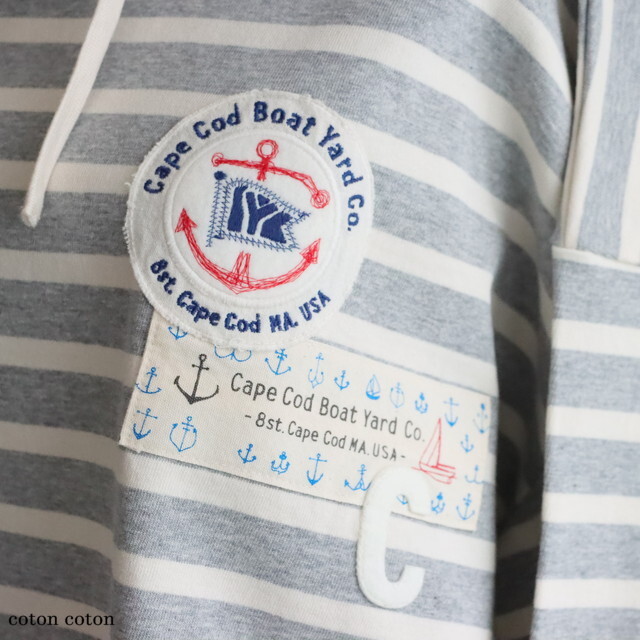 Cape Cod Boat Yard Co.
8st. Cape Cod MA. USA
Cape Cod Boat Yard Co.
- 8st. Cape Cod MA. USA -
C
coton coton